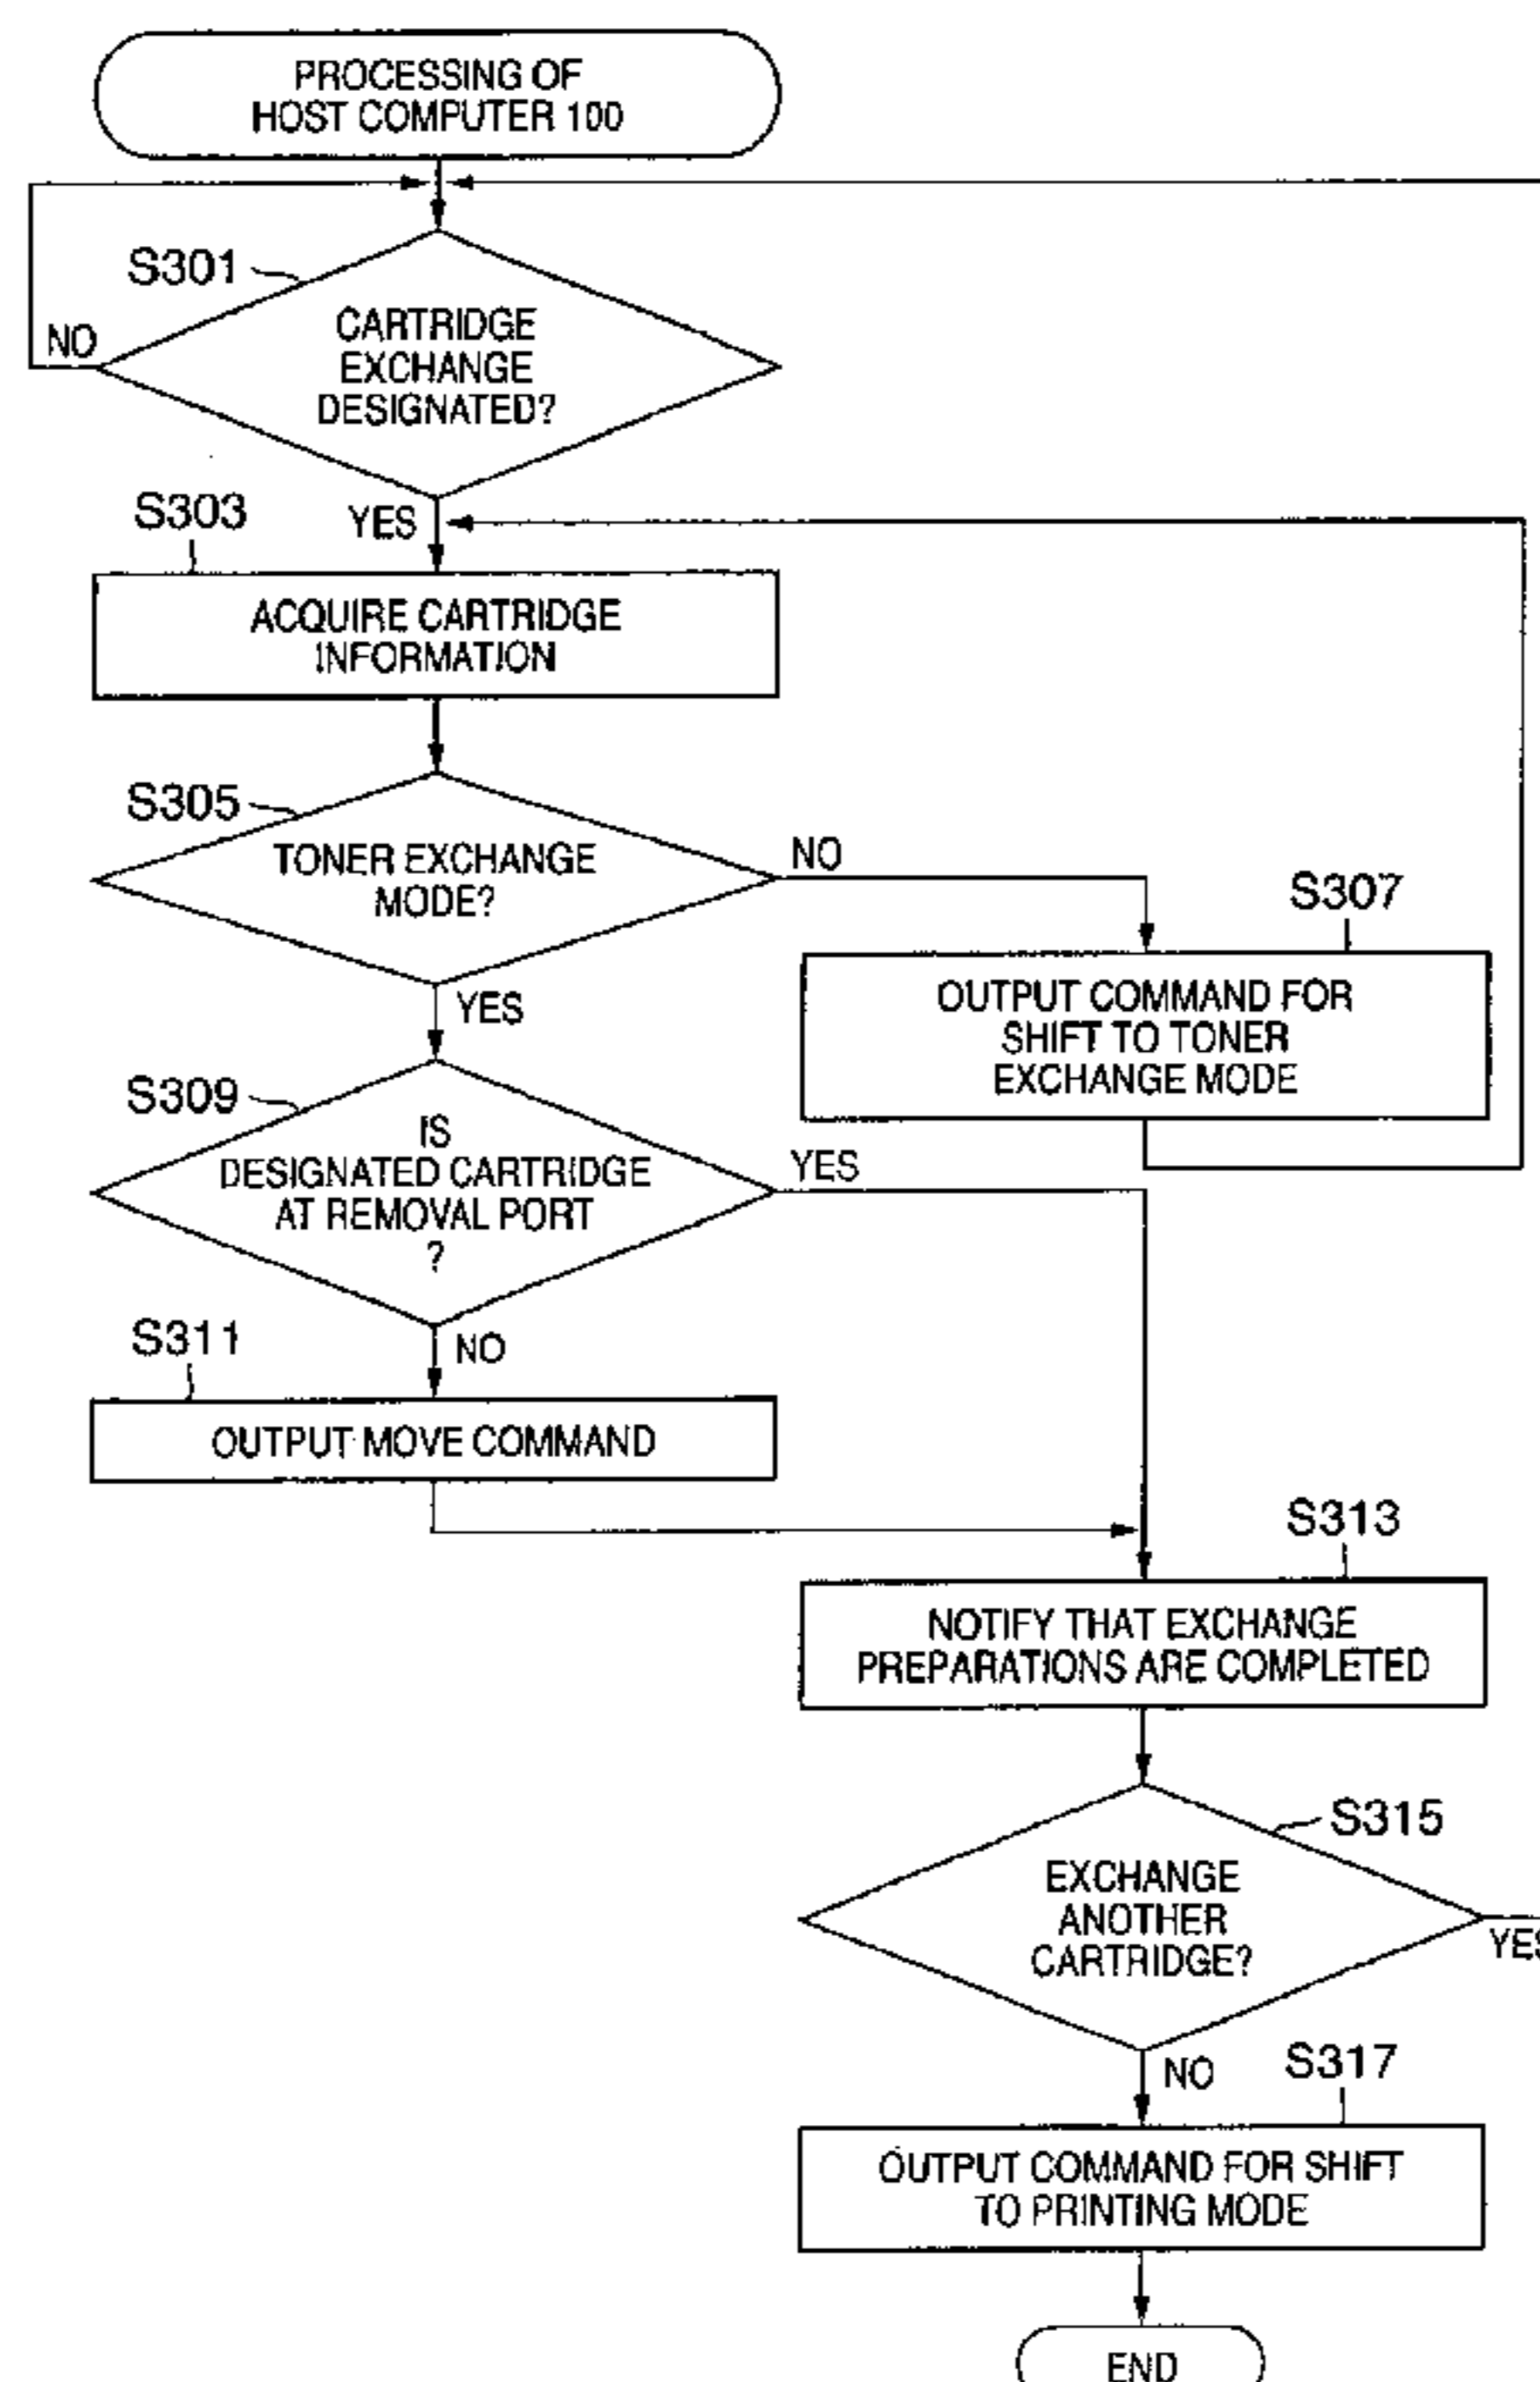 PROCESSING OF
HOST COMPUTER 100
S301
CARTRIDGE
EXCHANGE
DESIGNATED?
NO
YES
S303
ACQUIRE CARTRIDGE
INFORMATION
S305
TONER EXCHANGE
MODE?
NO
YES
S307
OUTPUT COMMAND FOR
SHIFT TO TONER
EXCHANGE MODE
S309
IS
DESIGNATED CARTRIDGE
AT REMOVAL PORT
?
YES
NO
S311
OUTPUT MOVE COMMAND
S313
NOTIFY THAT EXCHANGE
PREPARATIONS ARE COMPLETED
S315
EXCHANGE
ANOTHER
CARTRIDGE?
YES
NO
S317
OUTPUT COMMAND FOR SHIFT
TO PRINTING MODE
END